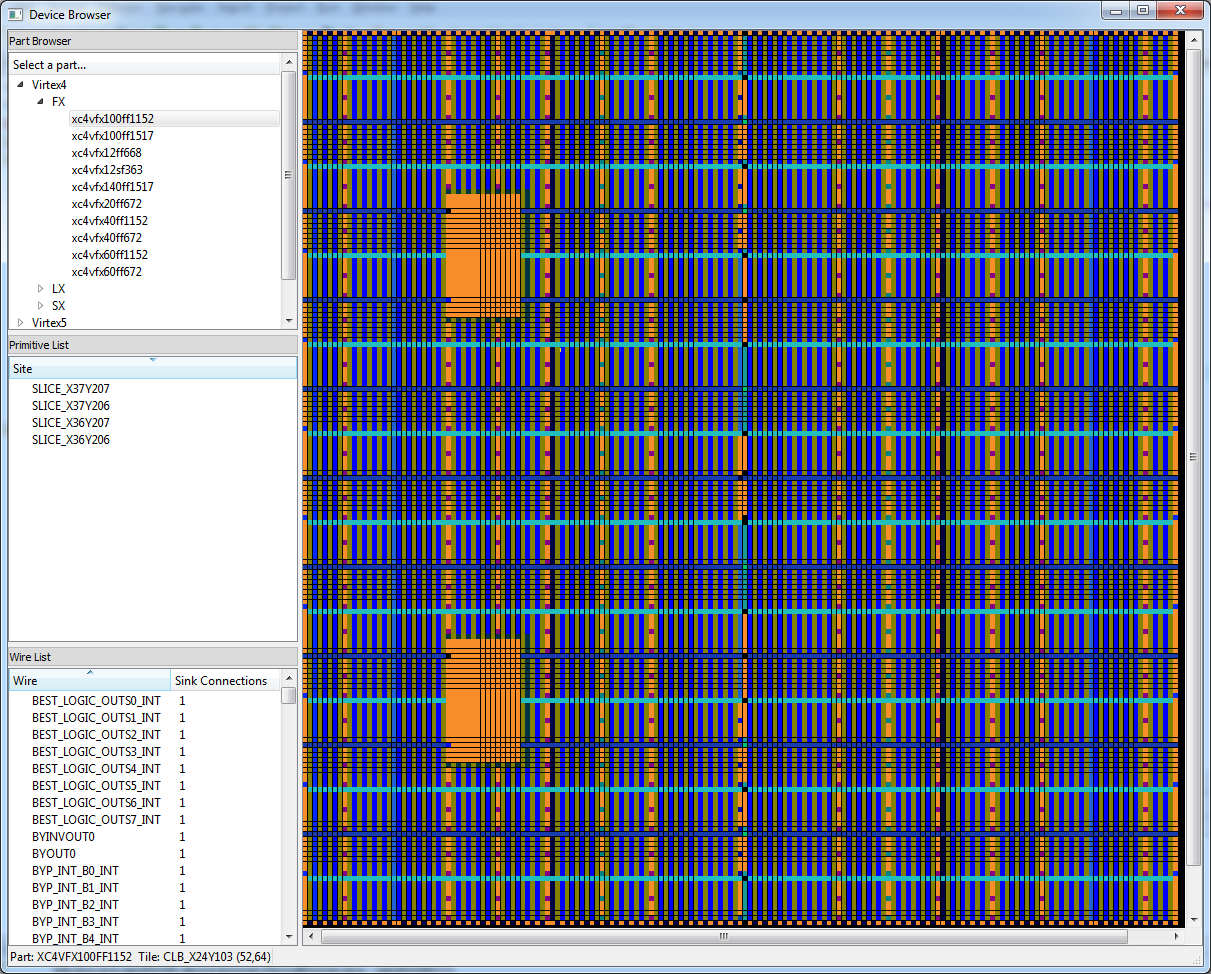 Device Browser
Part Browser
Select a part...
Virtex4
FX
xc4vfx100ff1152
xc4vfx100ff1517
xc4vfx12ff668
xc4vfx12sf363
xc4vfx140ff1517
xc4vfx20ff672
xc4vfx40ff1152
xc4vfx40ff672
xc4vfx60ff1152
xc4vfx60ff672
LX
SX
Virtex5
Primitive List
Site
SLICE_X37Y207
SLICE_X37Y206
SLICE_X36Y207
SLICE_X36Y206
Wire List
Wire Sink Connections
BEST_LOGIC_OUTS0_INT 1
BEST_LOGIC_OUTS1_INT 1
BEST_LOGIC_OUTS2_INT 1
BEST_LOGIC_OUTS3_INT 1
BEST_LOGIC_OUTS4_INT 1
BEST_LOGIC_OUTS5_INT 1
BEST_LOGIC_OUTS6_INT 1
BEST_LOGIC_OUTS7_INT 1
BYINVOUT0 1
BYOUT0 1
BYP_INT_B0_INT 1
BYP_INT_B1_INT 1
BYP_INT_B2_INT 1
BYP_INT_B3_INT 1
BYP_INT_B4_INT 1
Part: XC4VFX100FF1152 Tile: CLB_X24Y103 (52,64)